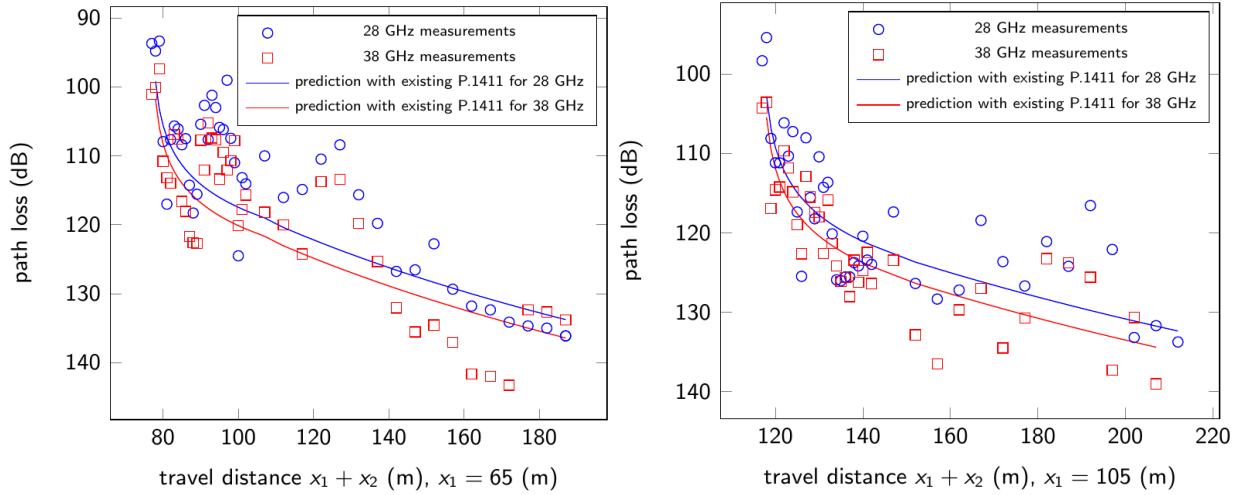 90
100
110
120
130
140
path loss (dB)
28 GHz measurements
38 GHz measurements
prediction with existing P.1411 for 28 GHz
prediction with existing P.1411 for 38 GHz
80 100 120 140 160 180
travel distance x₁ + x₂ (m), x₁ = 65 (m)
100
110
120
130
140
path loss (dB)
28 GHz measurements
38 GHz measurements
prediction with existing P.1411 for 28 GHz
prediction with existing P.1411 for 38 GHz
120 140 160 180 200 220
travel distance x₁ + x₂ (m), x₁ = 105 (m)